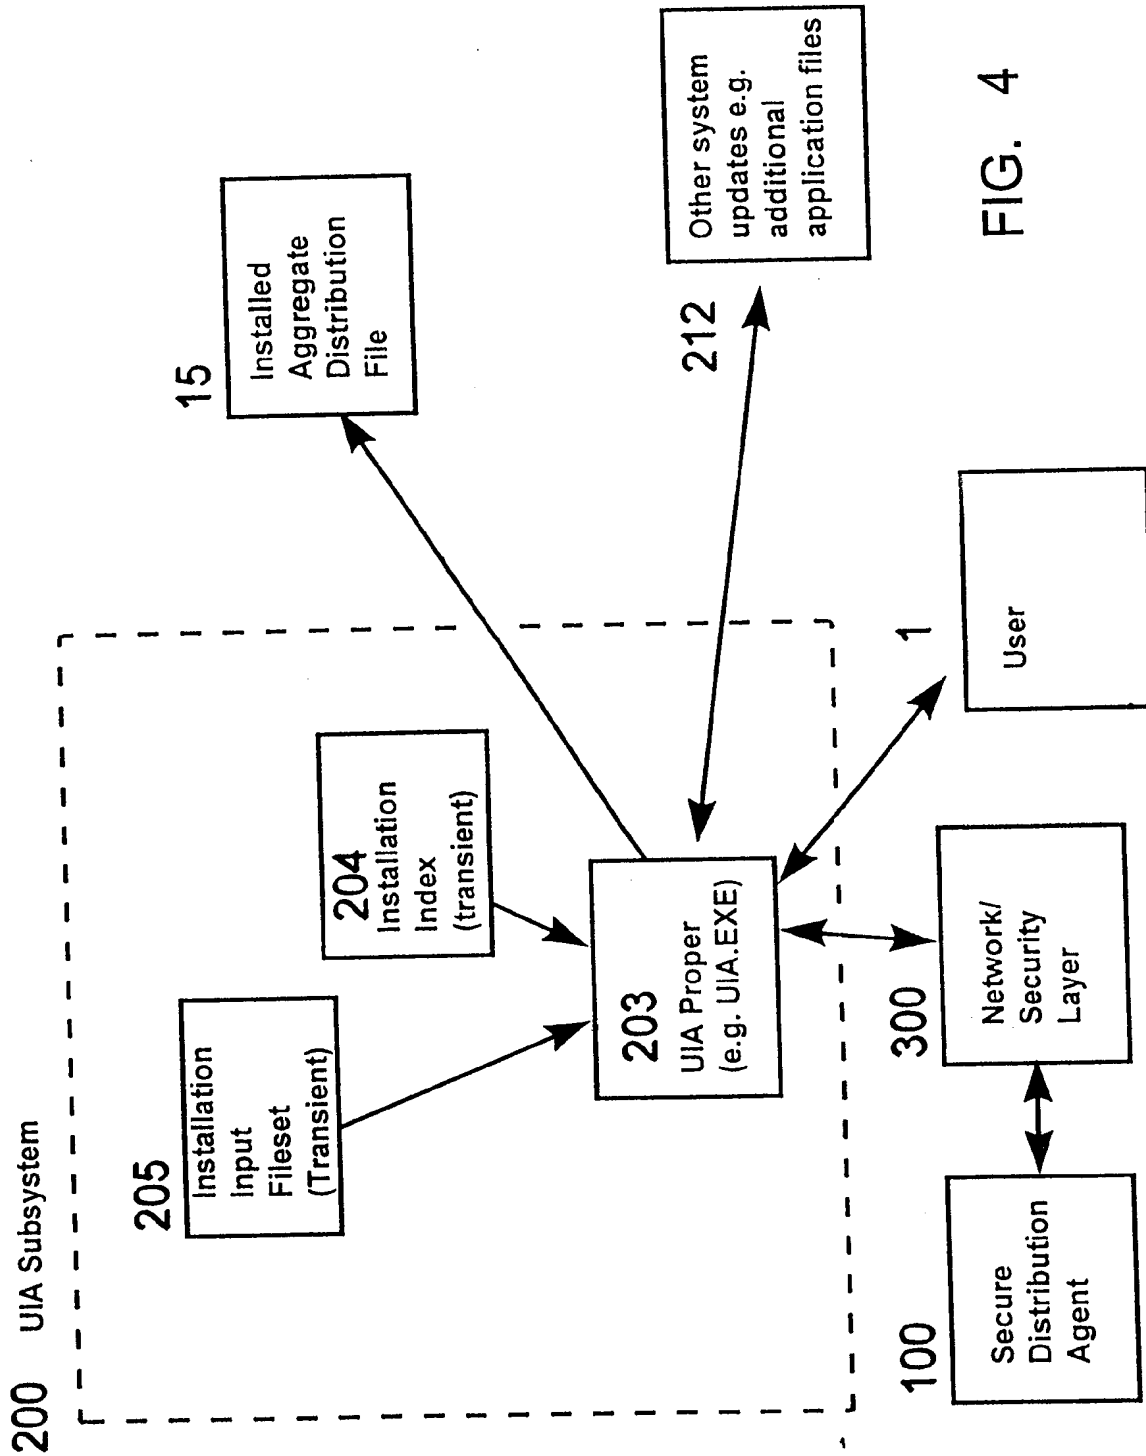 200 UIA Subsystem
205
Installation
Input
Fileset
(Transient)
204
Installation
Index
(transient)
15
Installed
Aggregate
Distribution
File
203
UIA Proper
(e.g. UIA.EXE)
212
Other system
updates e.g.
additional
application files
100
Secure
Distribution
Agent
300
Network/
Security
Layer
1
User
FIG. 4